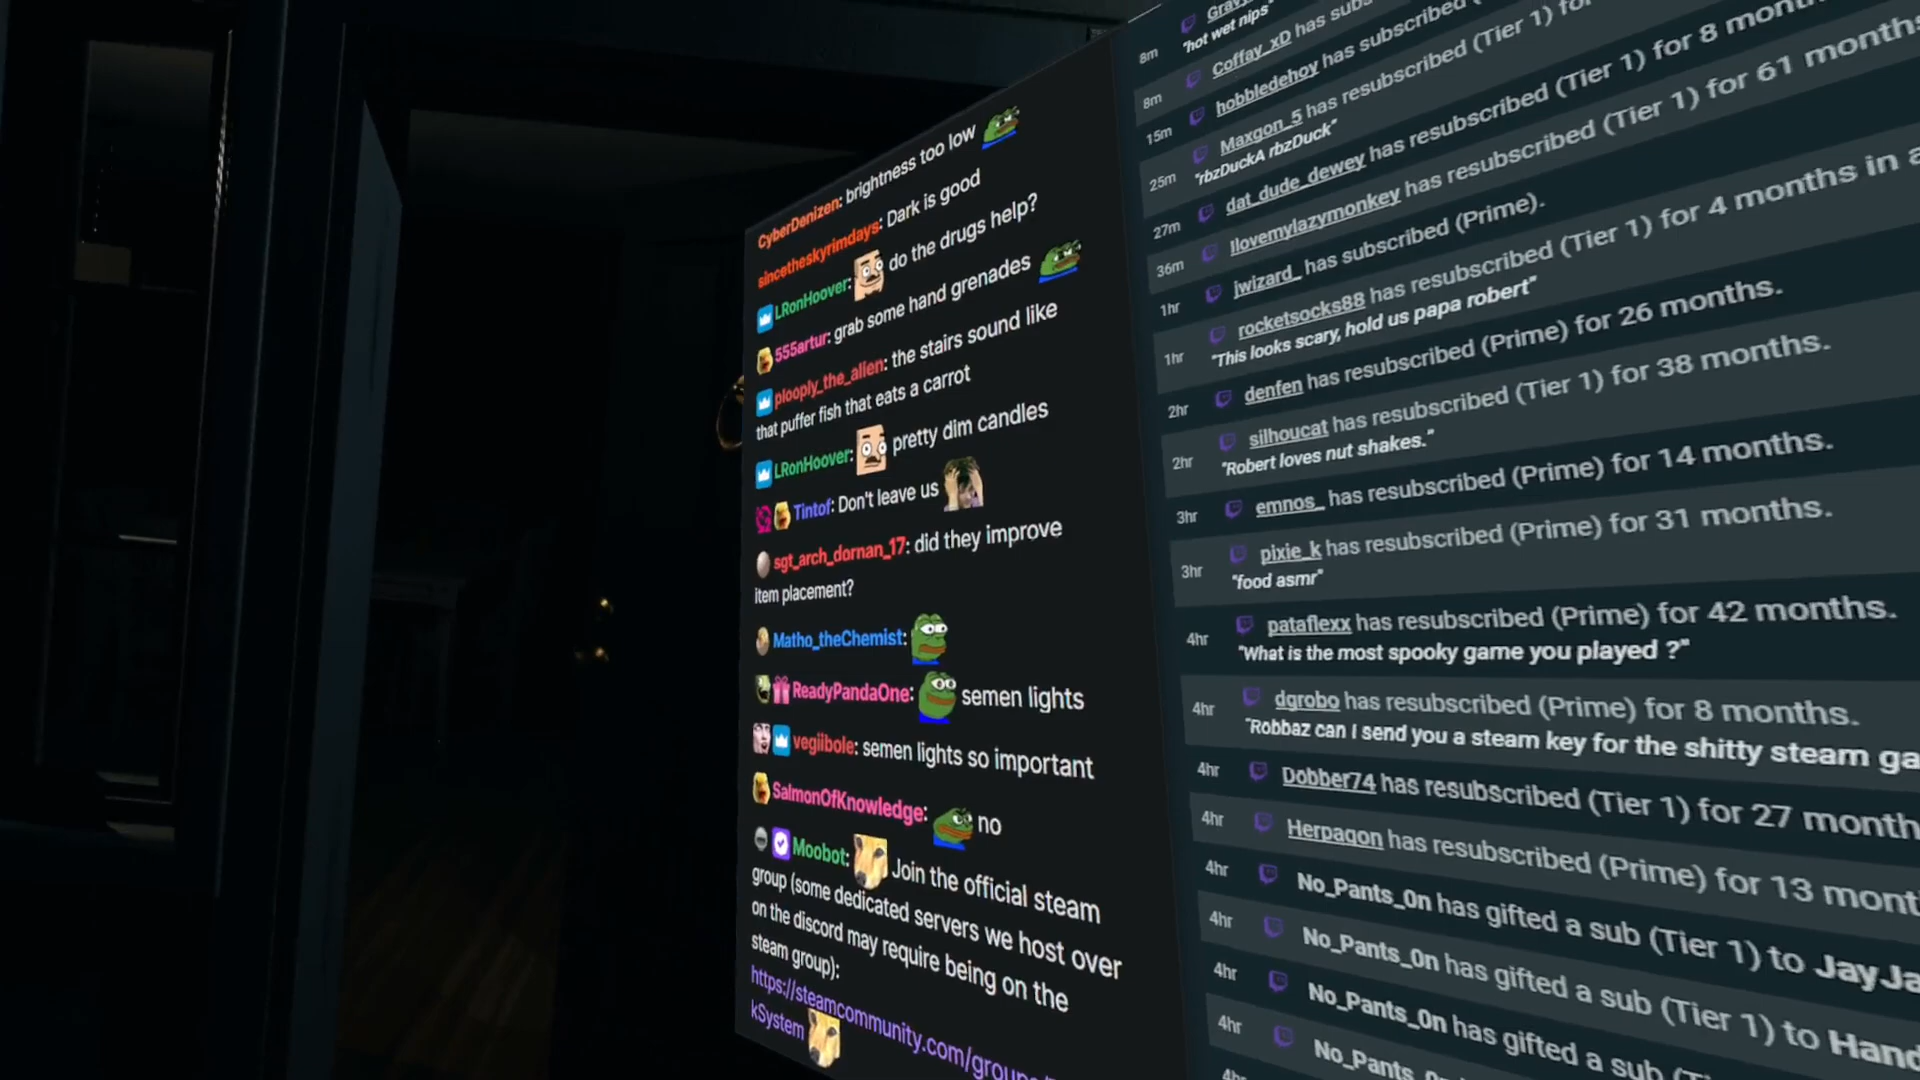 CyberDenizen: brightness too low
sincetheskyrimdays: Dark is good
LRonHoover: do the drugs help?
555artur: grab some hand grenades
plooply_the_alien: the stairs sound like
that puffer fish that eats a carrot
LRonHoover: pretty dim candles
Tintof: Don't leave us
sgt_arch_dornan_17: did they improve
item placement?
Matho_theChemist:
ReadyPandaOne: semen lights
vegiibole: semen lights so important
SalmonOfKnowledge: no
Moobot: Join the official steam
group (some dedicated servers we host over
on the discord may require being on the
steam group):
https://steamcommunity.com/group
kSystem
"hot wet nips"
8m Coffay_xD has sub
8m hobbledehoy has subscribed
15m Maxgon_5 has resubscribed (Tier 1) fo
"rbzDuckA rbzDuck"
25m dat_dude_dewey has resubscribed (Tier 1) for 8 month
27m Ilovemylazymonkey has resubscribed (Tier 1) for 61 months
36m jwizard_ has subscribed (Prime).
1hr rocketsocks88 has resubscribed (Tier 1) for 4 months in a
"This looks scary, hold us papa robert"
1hr denfen has resubscribed (Prime) for 26 months.
2hr silhoucat has resubscribed (Tier 1) for 38 months.
"Robert loves nut shakes."
2hr emnos_ has resubscribed (Prime) for 14 months.
3hr pixie_k has resubscribed (Prime) for 31 months.
"food asmr"
3hr pataflexx has resubscribed (Prime) for 42 months.
"What is the most spooky game you played ?"
4hr dgrobo has resubscribed (Prime) for 8 months.
"Robbaz can I send you a steam key for the shitty steam ga
4hr Dobber74 has resubscribed (Tier 1) for 27 month
4hr Herpagon has resubscribed (Prime) for 13 mont
4hr No_Pants_0n has gifted a sub (Tier 1) to JayJa
4hr No_Pants_0n has gifted a sub (Tier 1) to Hand
4hr No_Pants_0n has gifted a sub
4hr No_Pants_0